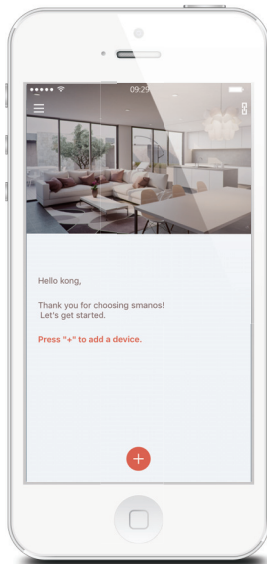 09:29
Hello kong,
Thank you for choosing smanos!
Let's get started.
Press "+" to add a device.
+